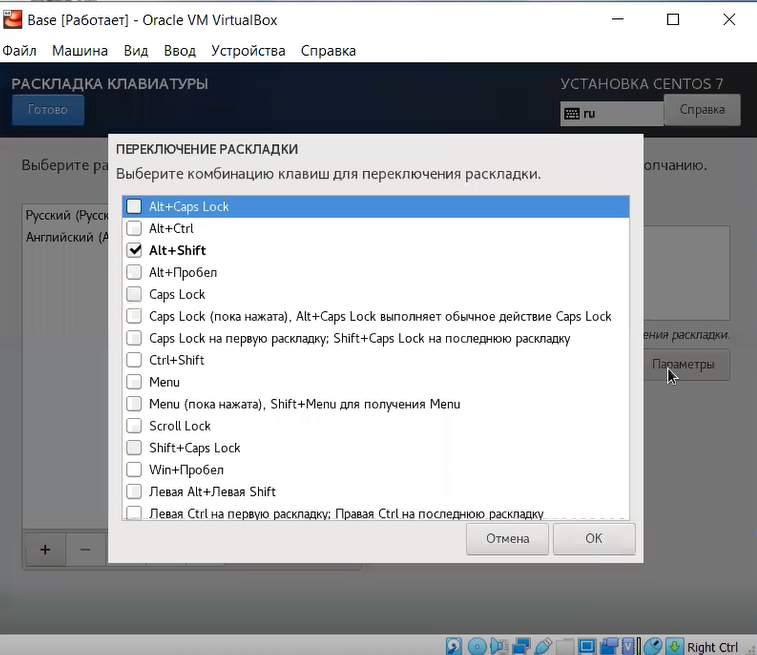 Base [Работает] - Oracle VM VirtualBox
Файл Машина Вид Ввод Устройства Справка
РАСКЛАДКА КЛАВИАТУРЫ
УСТАНОВКА CENTOS 7
Готово
ru
Справка
ПЕРЕКЛЮЧЕНИЕ РАСКЛАДКИ
Выберите ра
олчанию.
Выберите комбинацию клавиш для переключения раскладки.
Русский (Русск
Английский (А
Alt+Caps Lock
Alt+Ctrl
Alt+Shift
Alt+Пробел
Caps Lock
Caps Lock (пока нажата), Alt+Caps Lock выполняет обычное действие Caps Lock
Caps Lock на первую раскладку; Shift+Caps Lock на последнюю раскладку
ения раскладки.
Ctrl+Shift
Параметры
Menu
Menu (пока нажата), Shift+Menu для получения Menu
Scroll Lock
Shift+Caps Lock
Win+Пробел
Левая Alt+Левая Shift
Левая Ctrl на первую раскладку; Правая Ctrl на последнюю раскладку
Отмена
OK
+ −
Right Ctrl